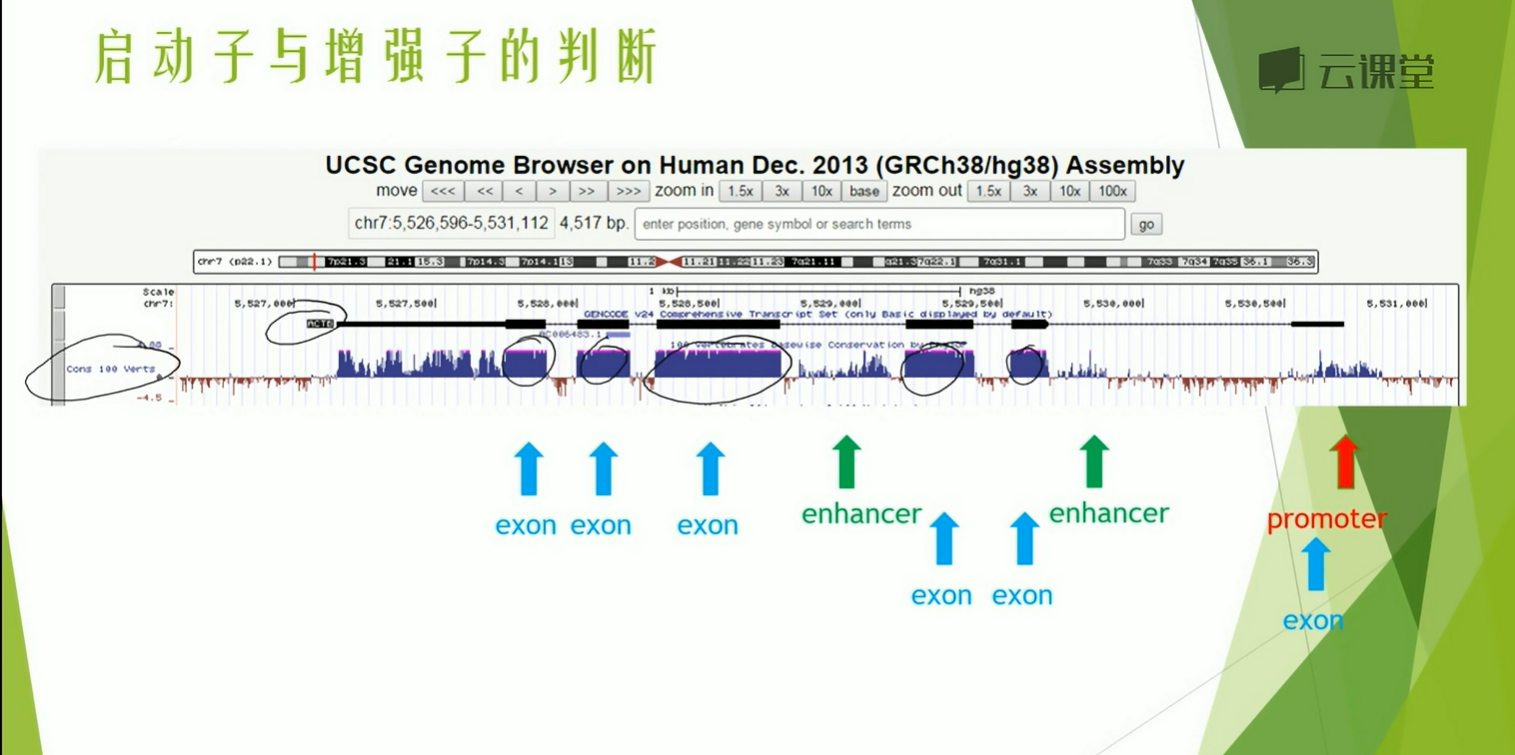 启动子与增强子的判断
云课堂
UCSC Genome Browser on Human Dec. 2013 (GRCh38/hg38) Assembly
move <<< << < > >> >>> zoom in 1.5x 3x 10x base zoom out 1.5x 3x 10x 100x
chr7:5,526,596-5,531,112 4,517 bp. enter position, gene symbol or search terms go
chr7 (p22.1) 7p21.3 21.1 15.3 7p14.3 7p14.1 13 11.2 11.21 11.22 11.23 7q21.11 q21.3 7q22.1 7q31.1 7q33 7q34 7q35 36.1 36.3
Scale 1 kb hg38
chr7: 5,527,000 5,527,500 5,528,000 5,528,500 5,529,000 5,529,500 5,530,000 5,530,500 5,531,000
GENCODE v24 Comprehensive Transcript Set (only Basic displayed by default)
ACTB
AC006483.1
100 vertebrates Basewise Conservation by
Cons 100 Verts
-4.5
exon exon exon enhancer enhancer promoter
exon exon exon